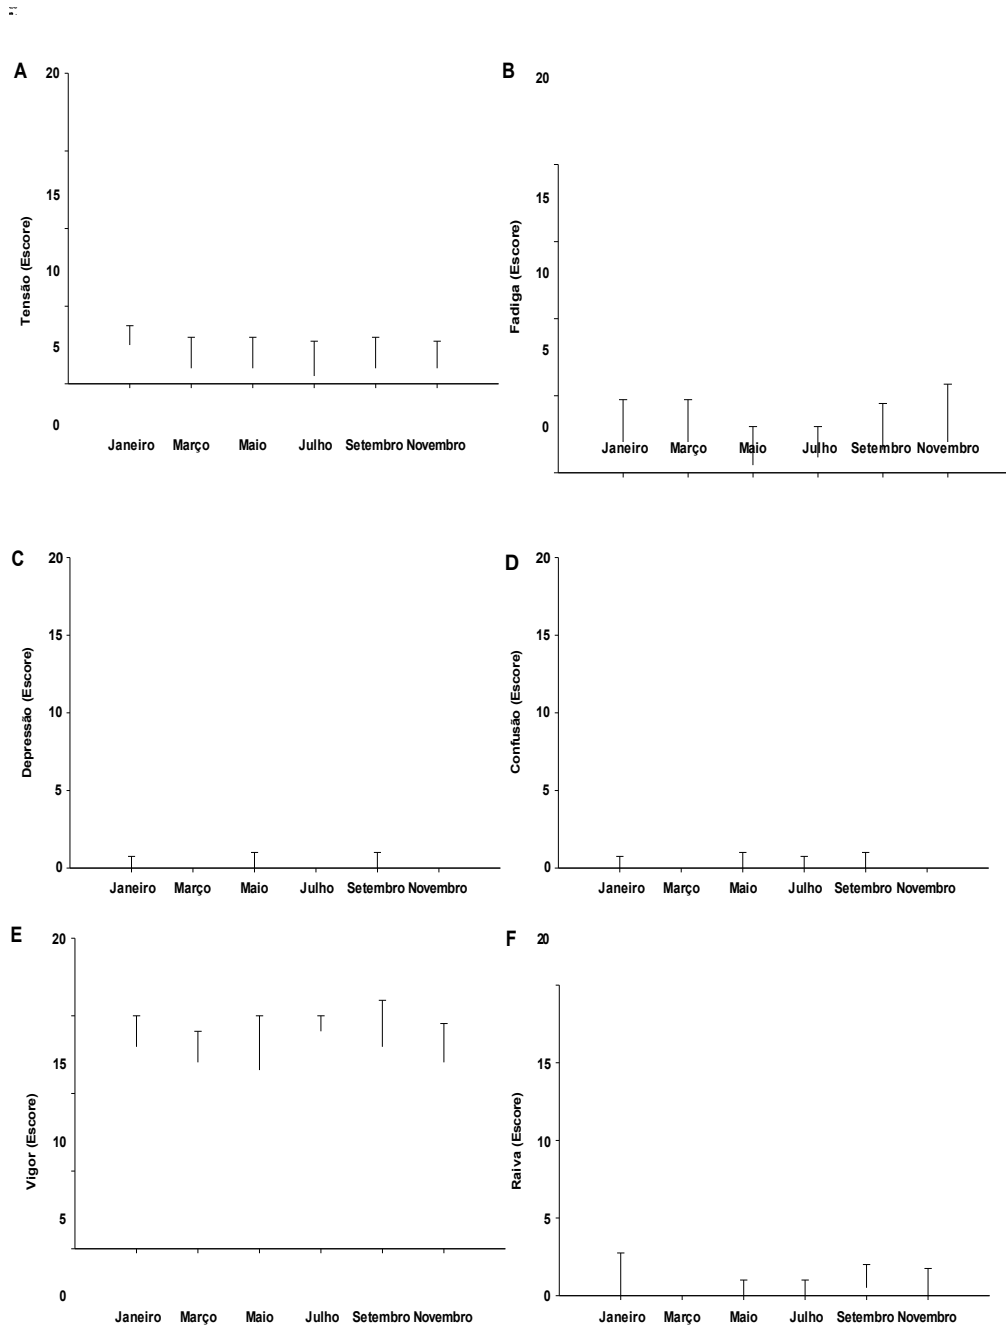 A
20
15
10
5
0
Tensão (Escore)
Janeiro Março Maio Julho Setembro Novembro
B
20
15
10
5
0
Fadiga (Escore)
Janeiro Março Maio Julho Setembro Novembro
C
20
15
10
5
0
Depressão (Escore)
Janeiro Março Maio Julho Setembro Novembro
D
20
15
10
5
0
Confusão (Escore)
Janeiro Março Maio Julho Setembro Novembro
E
20
15
10
5
0
Vigor (Escore)
Janeiro Março Maio Julho Setembro Novembro
F
20
15
10
5
0
Raiva (Escore)
Janeiro Março Maio Julho Setembro Novembro